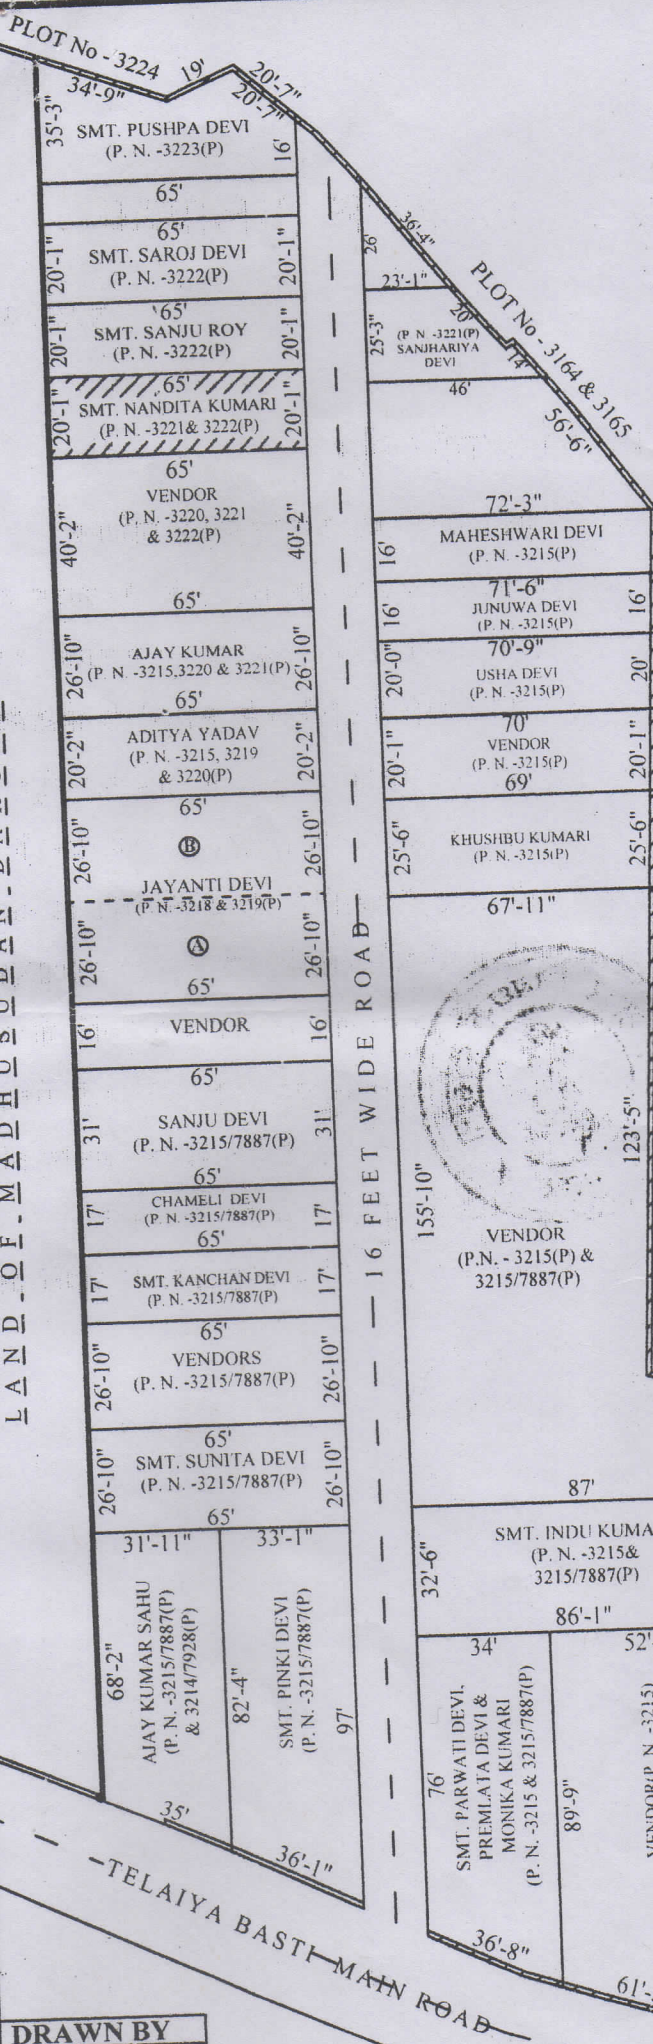 PLOT No - 3224
19'
20'-7"
34'-9"
20'-7"
35'-3"
SMT. PUSHPA DEVI
(P. N. -3223(P)
16'
65'
65'
20'-1"
SMT. SAROJ DEVI
(P. N. -3222(P)
20'-1"
65'
20'-1"
SMT. SANJU ROY
(P. N. -3222(P)
20'-1"
65'
20'-1"
SMT. NANDITA KUMARI
(P. N. -3221& 3222(P)
20'-1"
65'
40'-2"
VENDOR
(P. N. -3220, 3221
& 3222(P)
40'-2"
65'
26'-10"
AJAY KUMAR
(P. N. -3215,3220 & 3221(P)
26'-10"
65'
20'-2"
ADITYA YADAV
(P. N. -3215, 3219
& 3220(P)
20'-2"
65'
26'-10"
B
26'-10"
JAYANTI DEVI
(P. N. -3218 & 3219(P)
26'-10"
A
26'-10"
65'
16'
VENDOR
16'
65'
31'
SANJU DEVI
(P. N. -3215/7887(P)
31'
65'
17'
CHAMELI DEVI
(P. N. -3215/7887(P)
17'
65'
17'
SMT. KANCHAN DEVI
(P. N. -3215/7887(P)
17'
65'
26'-10"
VENDORS
(P. N. -3215/7887(P)
26'-10"
65'
26'-10"
SMT. SUNITA DEVI
(P. N. -3215/7887(P)
26'-10"
65'
31'-11"
33'-1"
68'-2"
AJAY KUMAR SAHU
(P. N. -3215/7887(P)
& 3214/7928(P)
82'-4"
SMT. PINKI DEVI
(P. N. -3215/7887(P)
97'
35'
36'-1"
LAND OF MADHUSUDAN
16 FEET WIDE ROAD
36'-4"
26'
23'-1"
PLOT No - 3164 & 3165
20'
14'
25'-3"
(P N -3221(P)
SANJHARIYA
DEVI
46'
56'-6"
72'-3"
16'
MAHESHWARI DEVI
(P. N. -3215(P)
71'-6"
16'
JUNUWA DEVI
(P. N. -3215(P)
16'
70'-9"
20'-0"
USHA DEVI
(P. N. -3215(P)
20'
70'
20'-1"
VENDOR
(P. N. -3215(P)
20'-1"
69'
25'-6"
KHUSHBU KUMARI
(P. N. -3215(P)
25'-6"
67'-11"
155'-10"
123'-5"
VENDOR
(P.N. - 3215(P) &
3215/7887(P)
87'
32'-6"
SMT. INDU KUMA
(P. N. -3215&
3215/7887(P)
86'-1"
34'
52'
76'
SMT. PARWATI DEVI,
PREMLATA DEVI &
MONIKA KUMARI
(P. N. -3215 & 3215/7887(P)
89'-9"
VENDOR(P. N. -3215)
36'-8"
61'-
TELAIYA BASTI MAIN ROAD
DRAWN BY